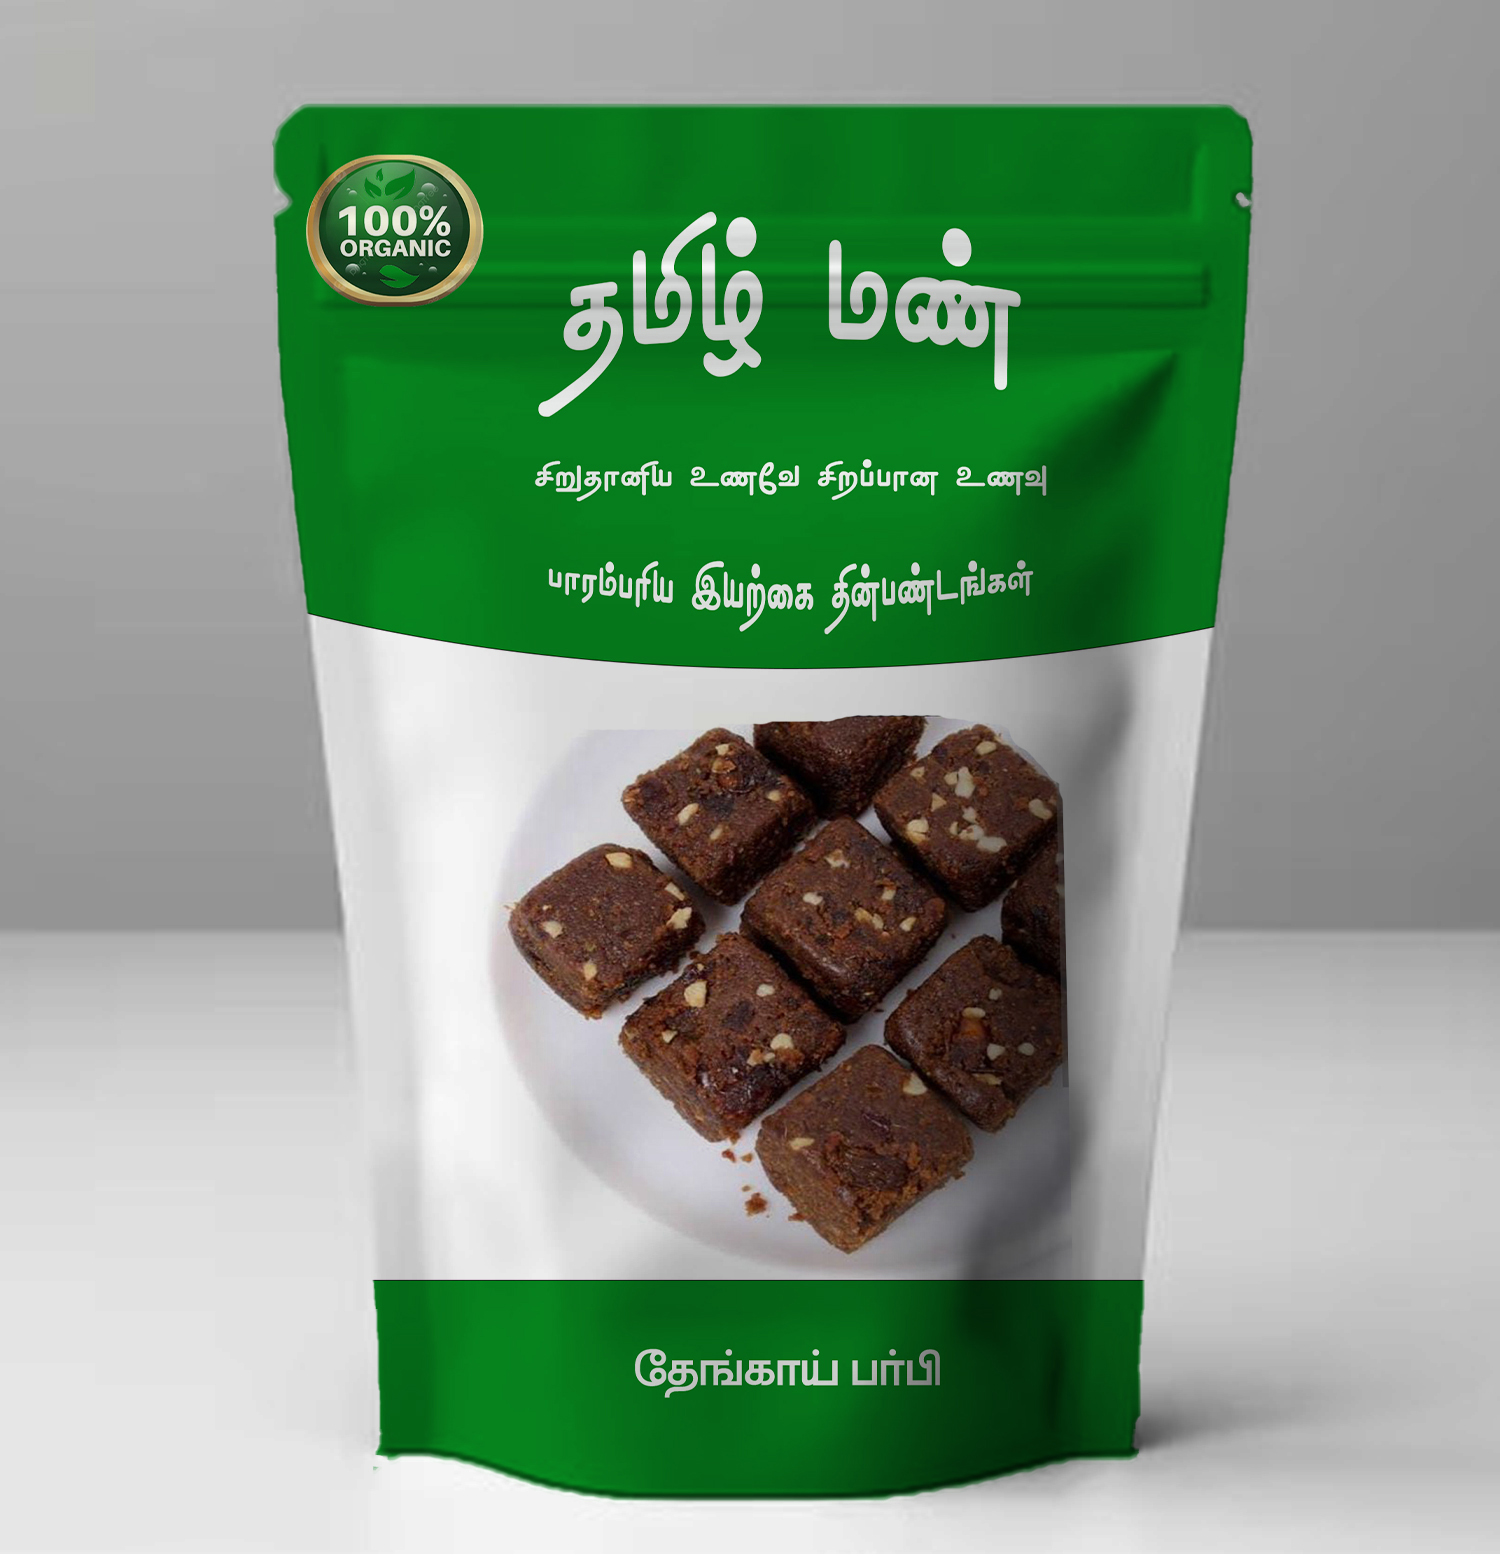 100%
ORGANIC
தமிழ் மண்
சிறுதானிய உணவே சிறப்பான உணவு
பாரம்பரிய இயற்கை தின்பண்டங்கள்
தேங்காய் பர்பி